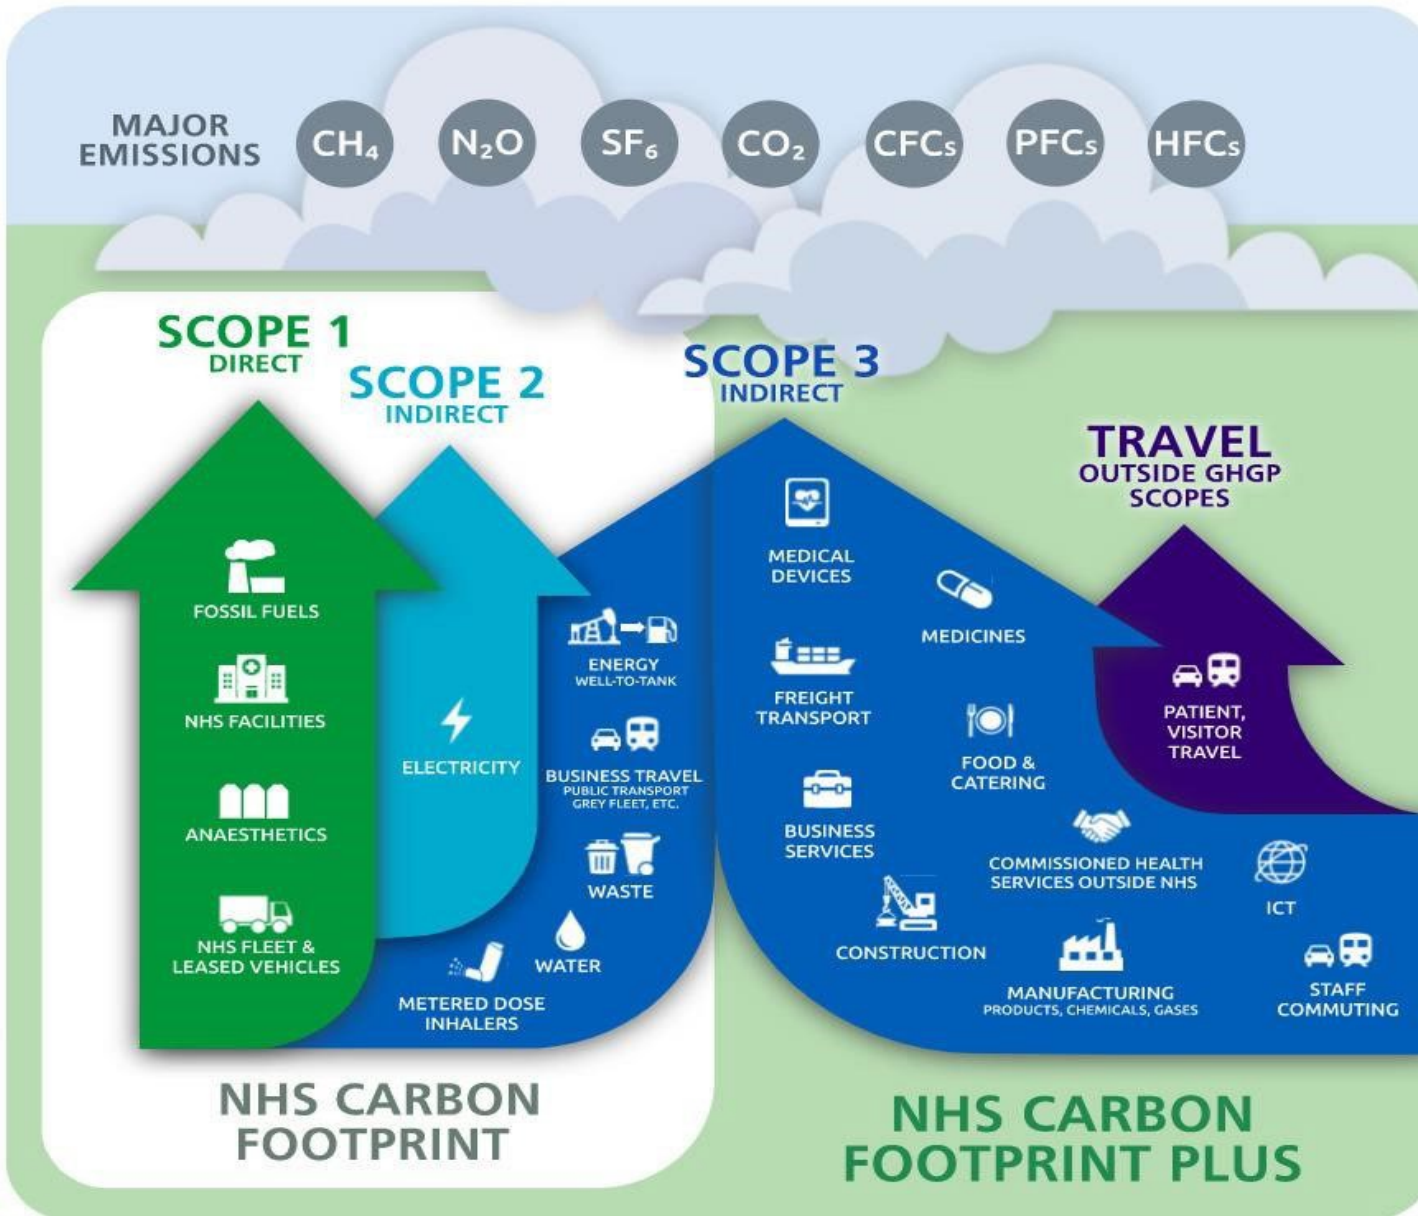 MAJOR
EMISSIONS
CH₄
N₂O
SF₆
CO₂
CFCs
PFCs
HFCs
SCOPE 1
DIRECT
FOSSIL FUELS
NHS FACILITIES
ANAESTHETICS
NHS FLEET &
LEASED VEHICLES
SCOPE 2
INDIRECT
ELECTRICITY
SCOPE 3
INDIRECT
ENERGY
WELL-TO-TANK
BUSINESS TRAVEL
PUBLIC TRANSPORT
GREY FLEET, ETC.
WASTE
WATER
METERED DOSE
INHALERS
MEDICAL
DEVICES
MEDICINES
FREIGHT
TRANSPORT
FOOD &
CATERING
BUSINESS
SERVICES
COMMISSIONED HEALTH
SERVICES OUTSIDE NHS
ICT
CONSTRUCTION
MANUFACTURING
PRODUCTS, CHEMICALS, GASES
STAFF
COMMUTING
TRAVEL
OUTSIDE GHGP
SCOPES
PATIENT,
VISITOR
TRAVEL
NHS CARBON
FOOTPRINT
NHS CARBON
FOOTPRINT PLUS